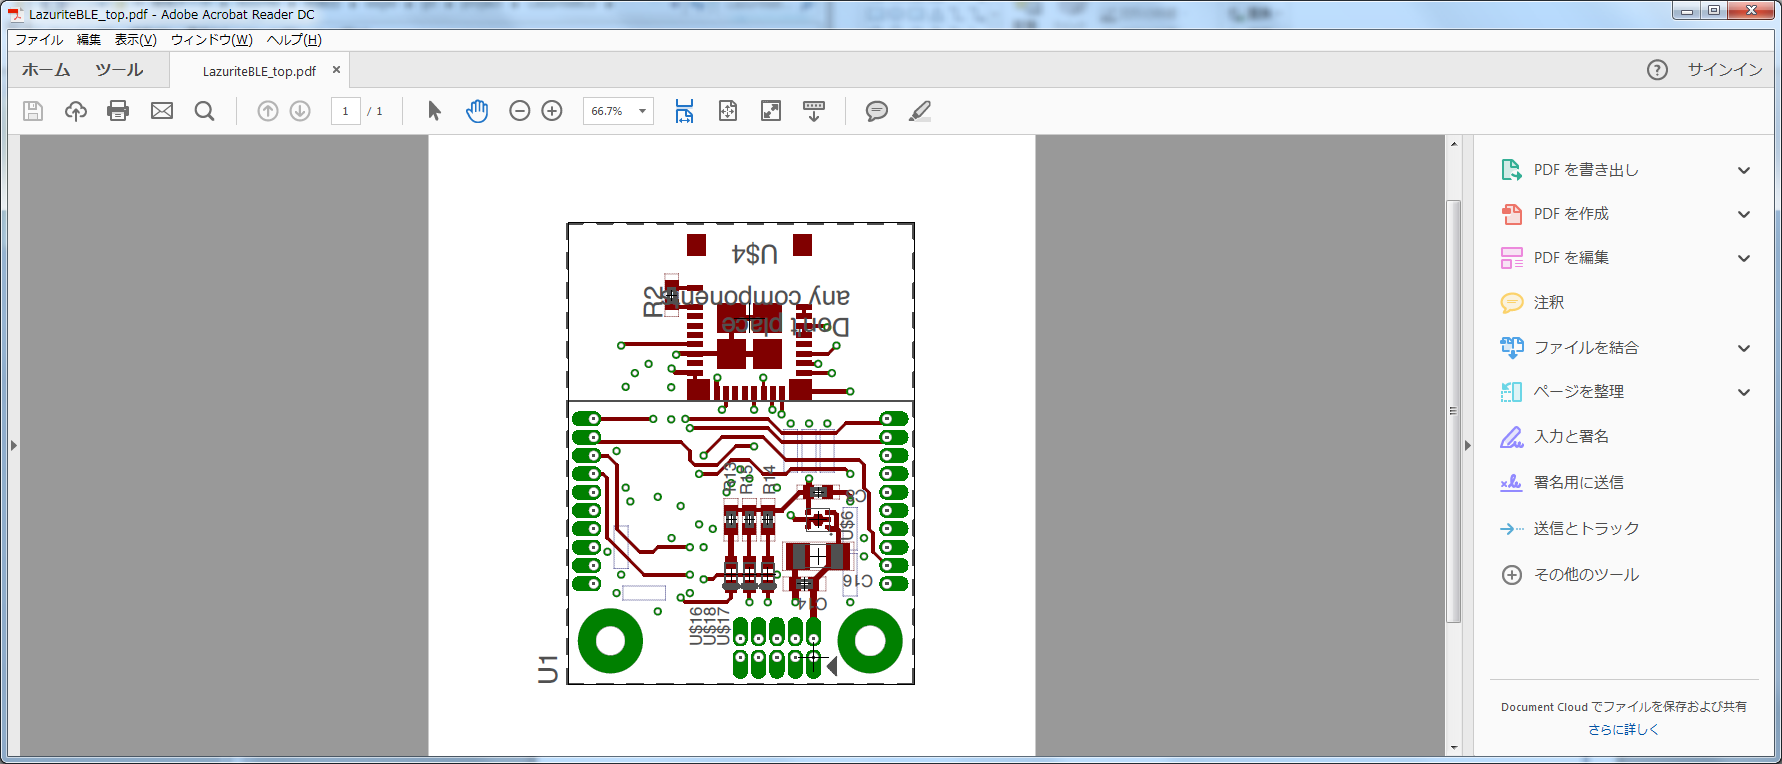 LazuriteBLE_top.pdf - Adobe Acrobat Reader DC
ファイル 編集 表示(V) ウィンドウ(W) ヘルプ(H)
ホーム ツール LazuriteBLE_top.pdf × サインイン
1 / 1 66.7%
U$4
any component
Don't place
R2
R13
R15
R14
C8
U$6
C16
C14
U$16
U$18
U$17
U1
PDF を書き出し
PDF を作成
PDF を編集
注釈
ファイルを結合
ページを整理
入力と署名
署名用に送信
送信とトラック
その他のツール
Document Cloud でファイルを保存および共有
さらに詳しく